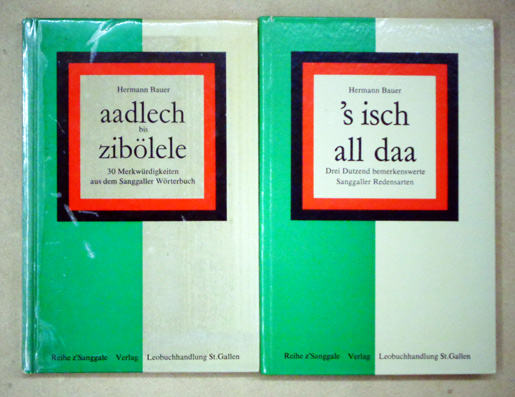 Hermann Bauer
aadlech
bis
zibölele
30 Merkwürdigkeiten
aus dem Sanggaller Wörterbuch
Reihe z'Sanggale Verlag Leobuchhandlung St.Gallen
Hermann Bauer
's isch
all daa
Drei Dutzend bemerkenswerte
Sanggaller Redensarten
Reihe z'Sanggale Verlag Leobuchhandlung St.Gallen